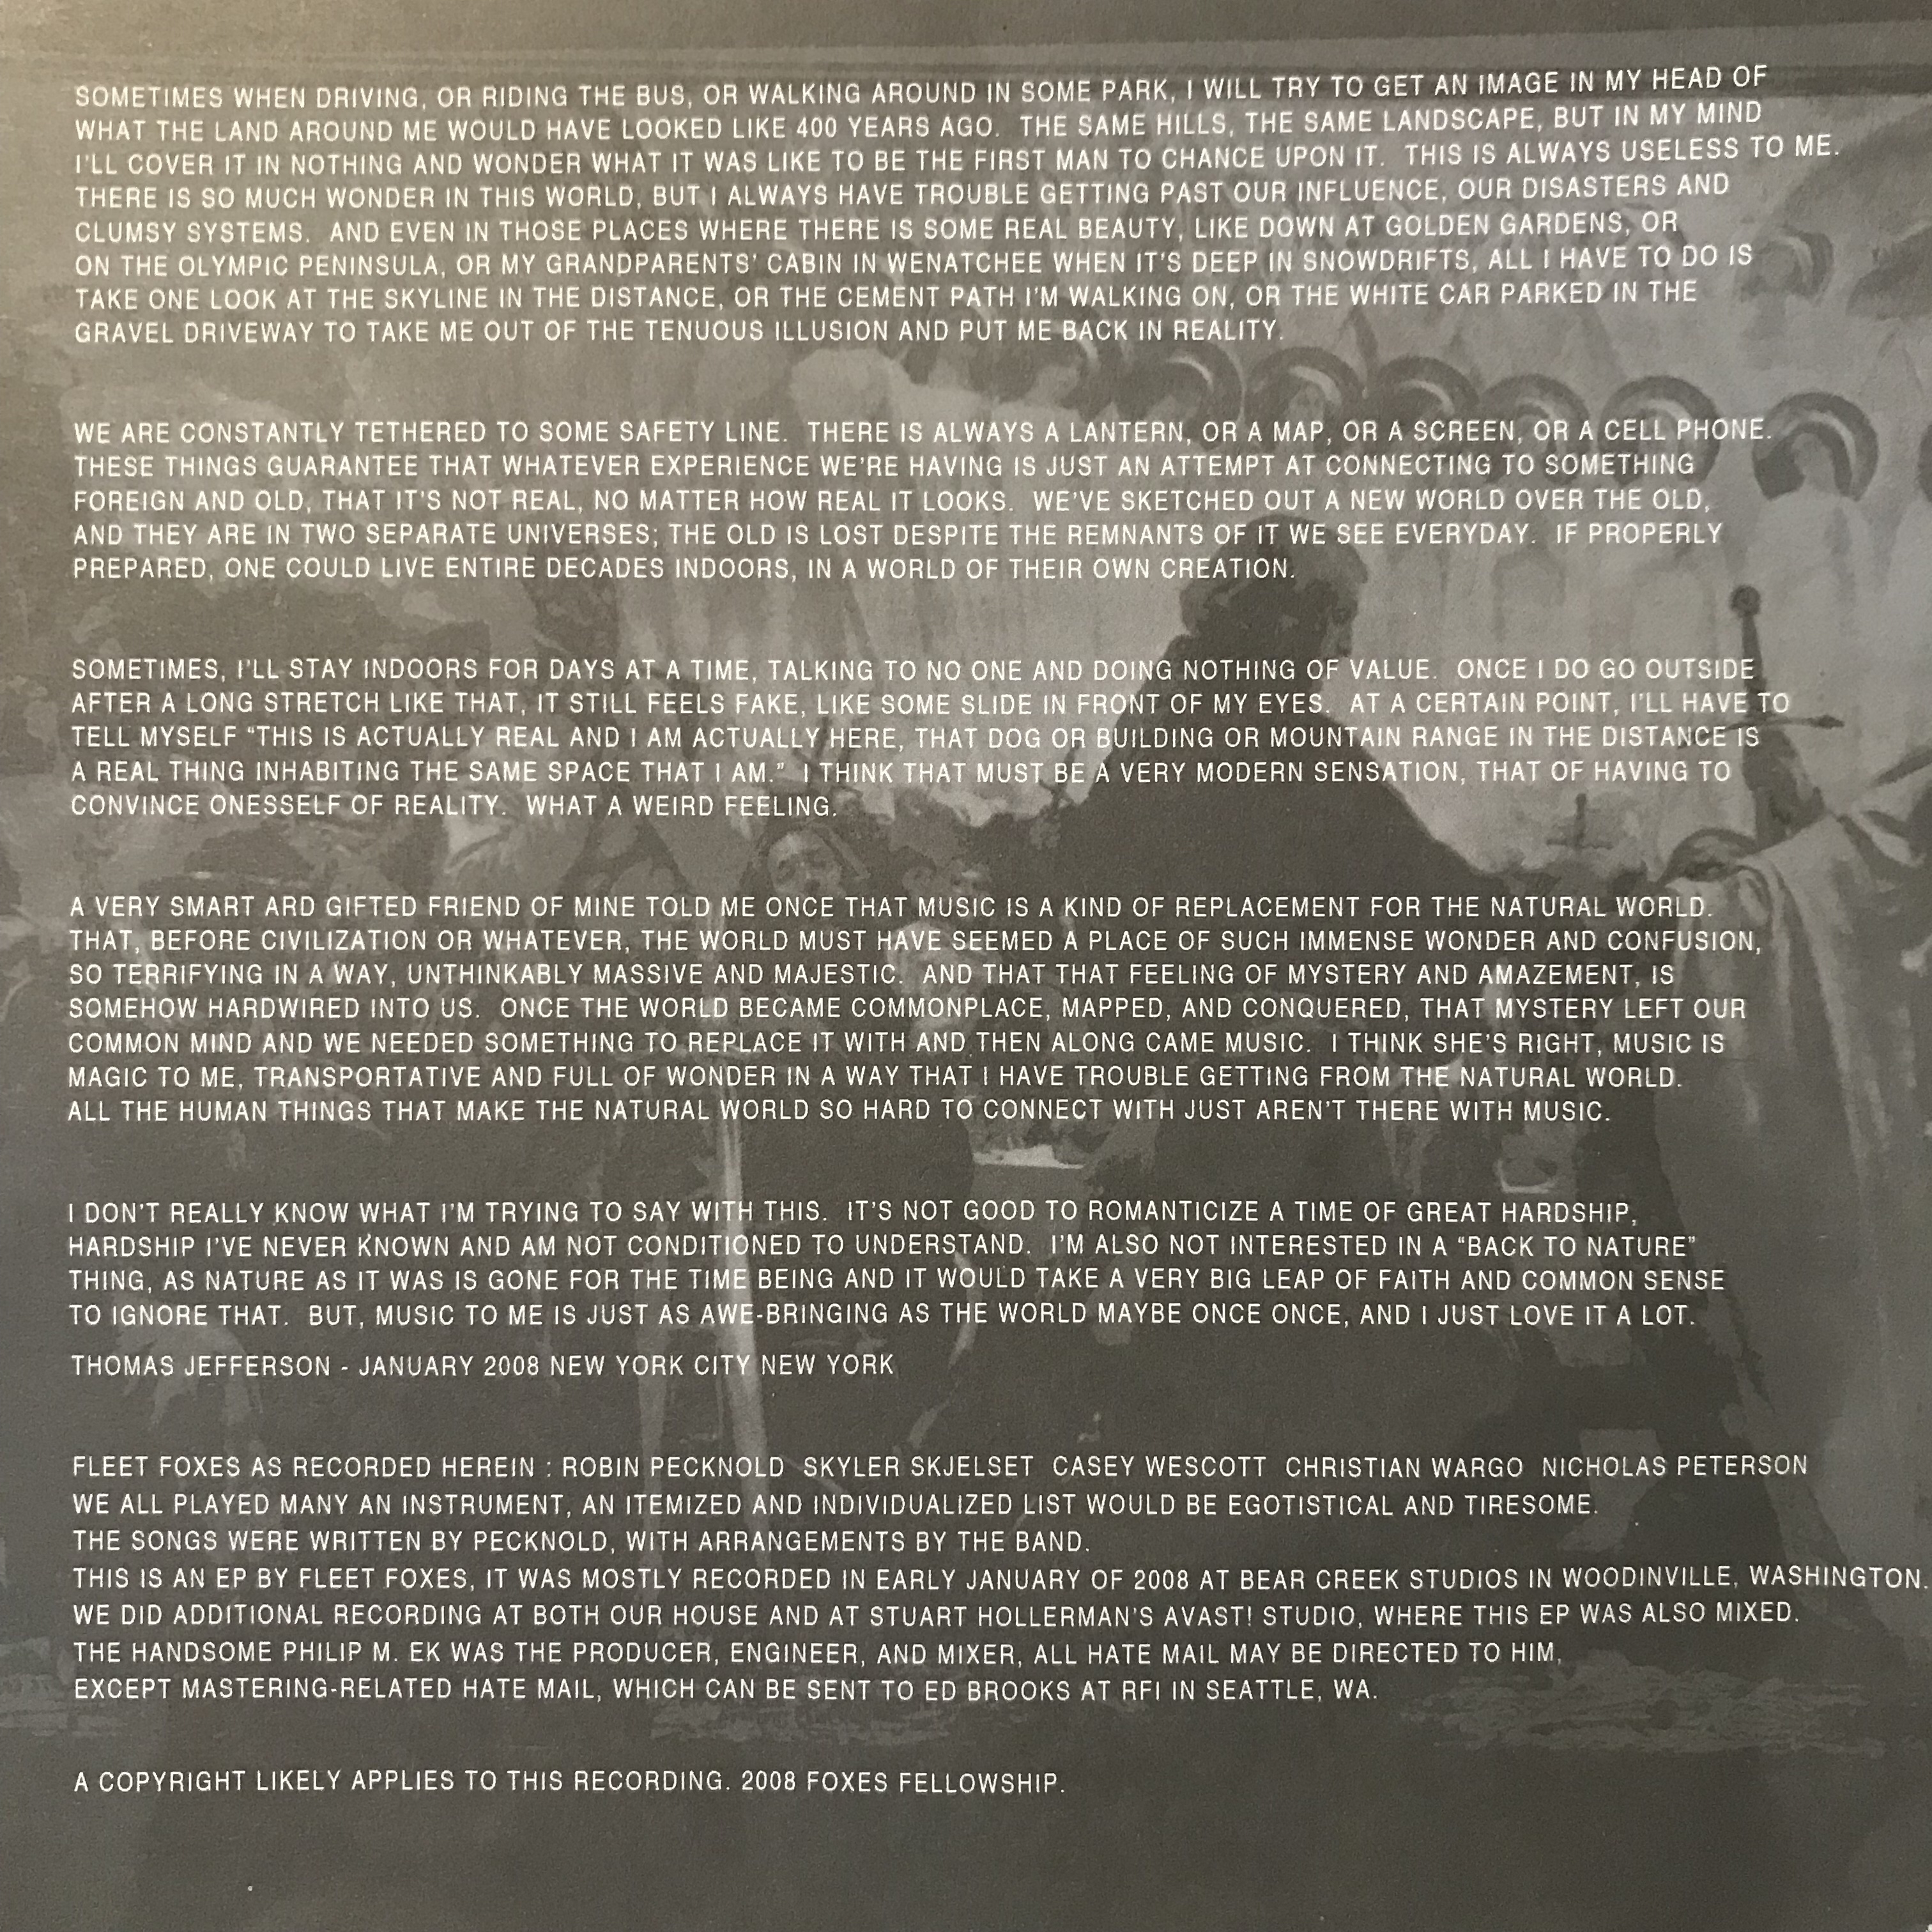 SOMETIMES WHEN DRIVING, OR RIDING THE BUS, OR WALKING AROUND IN SOME PARK, I WILL TRY TO GET AN IMAGE IN MY HEAD OF
WHAT THE LAND AROUND ME WOULD HAVE LOOKED LIKE 400 YEARS AGO. THE SAME HILLS, THE SAME LANDSCAPE, BUT IN MY MIND
I'LL COVER IT IN NOTHING AND WONDER WHAT IT WAS LIKE TO BE THE FIRST MAN TO CHANCE UPON IT. THIS IS ALWAYS USELESS TO ME.
THERE IS SO MUCH WONDER IN THIS WORLD, BUT I ALWAYS HAVE TROUBLE GETTING PAST OUR INFLUENCE, OUR DISASTERS AND
CLUMSY SYSTEMS. AND EVEN IN THOSE PLACES WHERE THERE IS SOME REAL BEAUTY, LIKE DOWN AT GOLDEN GARDENS, OR
ON THE OLYMPIC PENINSULA, OR MY GRANDPARENTS' CABIN IN WENATCHEE WHEN IT'S DEEP IN SNOWDRIFTS, ALL I HAVE TO DO IS
TAKE ONE LOOK AT THE SKYLINE IN THE DISTANCE, OR THE CEMENT PATH I'M WALKING ON, OR THE WHITE CAR PARKED IN THE
GRAVEL DRIVEWAY TO TAKE ME OUT OF THE TENUOUS ILLUSION AND PUT ME BACK IN REALITY.
WE ARE CONSTANTLY TETHERED TO SOME SAFETY LINE. THERE IS ALWAYS A LANTERN, OR A MAP, OR A SCREEN, OR A CELL PHONE.
THESE THINGS GUARANTEE THAT WHATEVER EXPERIENCE WE'RE HAVING IS JUST AN ATTEMPT AT CONNECTING TO SOMETHING
FOREIGN AND OLD, THAT IT'S NOT REAL, NO MATTER HOW REAL IT LOOKS. WE'VE SKETCHED OUT A NEW WORLD OVER THE OLD,
AND THEY ARE IN TWO SEPARATE UNIVERSES; THE OLD IS LOST DESPITE THE REMNANTS OF IT WE SEE EVERYDAY. IF PROPERLY
PREPARED, ONE COULD LIVE ENTIRE DECADES INDOORS, IN A WORLD OF THEIR OWN CREATION.
SOMETIMES, I'LL STAY INDOORS FOR DAYS AT A TIME, TALKING TO NO ONE AND DOING NOTHING OF VALUE. ONCE I DO GO OUTSIDE
AFTER A LONG STRETCH LIKE THAT, IT STILL FEELS FAKE, LIKE SOME SLIDE IN FRONT OF MY EYES. AT A CERTAIN POINT, I'LL HAVE TO
TELL MYSELF “THIS IS ACTUALLY REAL AND I AM ACTUALLY HERE, THAT DOG OR BUILDING OR MOUNTAIN RANGE IN THE DISTANCE IS
A REAL THING INHABITING THE SAME SPACE THAT I AM.” I THINK THAT MUST BE A VERY MODERN SENSATION, THAT OF HAVING TO
CONVINCE ONESSELF OF REALITY. WHAT A WEIRD FEELING.
A VERY SMART ARD GIFTED FRIEND OF MINE TOLD ME ONCE THAT MUSIC IS A KIND OF REPLACEMENT FOR THE NATURAL WORLD.
THAT, BEFORE CIVILIZATION OR WHATEVER, THE WORLD MUST HAVE SEEMED A PLACE OF SUCH IMMENSE WONDER AND CONFUSION,
SO TERRIFYING IN A WAY, UNTHINKABLY MASSIVE AND MAJESTIC. AND THAT THAT FEELING OF MYSTERY AND AMAZEMENT, IS
SOMEHOW HARDWIRED INTO US. ONCE THE WORLD BECAME COMMONPLACE, MAPPED, AND CONQUERED, THAT MYSTERY LEFT OUR
COMMON MIND AND WE NEEDED SOMETHING TO REPLACE IT WITH AND THEN ALONG CAME MUSIC. I THINK SHE'S RIGHT, MUSIC IS
MAGIC TO ME, TRANSPORTATIVE AND FULL OF WONDER IN A WAY THAT I HAVE TROUBLE GETTING FROM THE NATURAL WORLD.
ALL THE HUMAN THINGS THAT MAKE THE NATURAL WORLD SO HARD TO CONNECT WITH JUST AREN'T THERE WITH MUSIC.
I DON'T REALLY KNOW WHAT I'M TRYING TO SAY WITH THIS. IT'S NOT GOOD TO ROMANTICIZE A TIME OF GREAT HARDSHIP,
HARDSHIP I'VE NEVER KNOWN AND AM NOT CONDITIONED TO UNDERSTAND. I'M ALSO NOT INTERESTED IN A “BACK TO NATURE”
THING, AS NATURE AS IT WAS IS GONE FOR THE TIME BEING AND IT WOULD TAKE A VERY BIG LEAP OF FAITH AND COMMON SENSE
TO IGNORE THAT. BUT, MUSIC TO ME IS JUST AS AWE-BRINGING AS THE WORLD MAYBE ONCE ONCE, AND I JUST LOVE IT A LOT.
THOMAS JEFFERSON - JANUARY 2008 NEW YORK CITY NEW YORK
FLEET FOXES AS RECORDED HEREIN : ROBIN PECKNOLD SKYLER SKJELSET CASEY WESCOTT CHRISTIAN WARGO NICHOLAS PETERSON
WE ALL PLAYED MANY AN INSTRUMENT, AN ITEMIZED AND INDIVIDUALIZED LIST WOULD BE EGOTISTICAL AND TIRESOME.
THE SONGS WERE WRITTEN BY PECKNOLD, WITH ARRANGEMENTS BY THE BAND.
THIS IS AN EP BY FLEET FOXES, IT WAS MOSTLY RECORDED IN EARLY JANUARY OF 2008 AT BEAR CREEK STUDIOS IN WOODINVILLE, WASHINGTON.
WE DID ADDITIONAL RECORDING AT BOTH OUR HOUSE AND AT STUART HOLLERMAN'S AVAST! STUDIO, WHERE THIS EP WAS ALSO MIXED.
THE HANDSOME PHILIP M. EK WAS THE PRODUCER, ENGINEER, AND MIXER, ALL HATE MAIL MAY BE DIRECTED TO HIM,
EXCEPT MASTERING-RELATED HATE MAIL, WHICH CAN BE SENT TO ED BROOKS AT RFI IN SEATTLE, WA.
A COPYRIGHT LIKELY APPLIES TO THIS RECORDING. 2008 FOXES FELLOWSHIP.